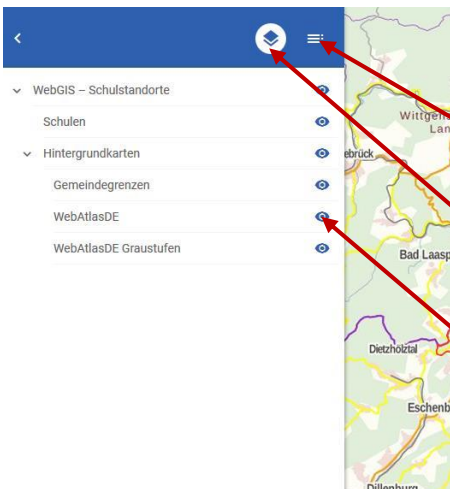 WebGIS – Schulstandorte
Schulen
Hintergrundkarten
Gemeindegrenzen
WebAtlasDE
WebAtlasDE Graustufen
Wittgen
Lan
ebrück
Bad Laasp
Dietzhölztal
Eschenb
Dillenburg